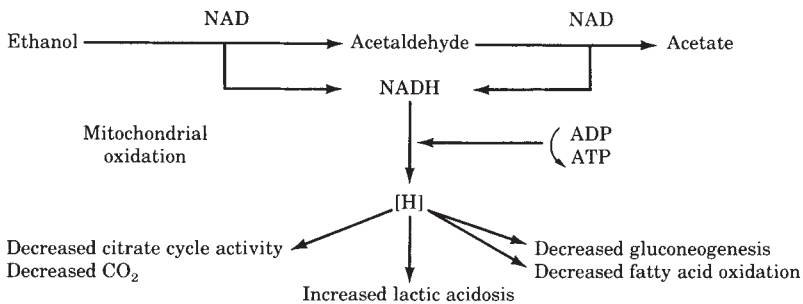 NAD NAD
Ethanol Acetaldehyde Acetate
NADH
Mitochondrial
oxidation
ADP
ATP
[H]
Decreased citrate cycle activity
Decreased CO₂
Decreased gluconeogenesis
Decreased fatty acid oxidation
Increased lactic acidosis